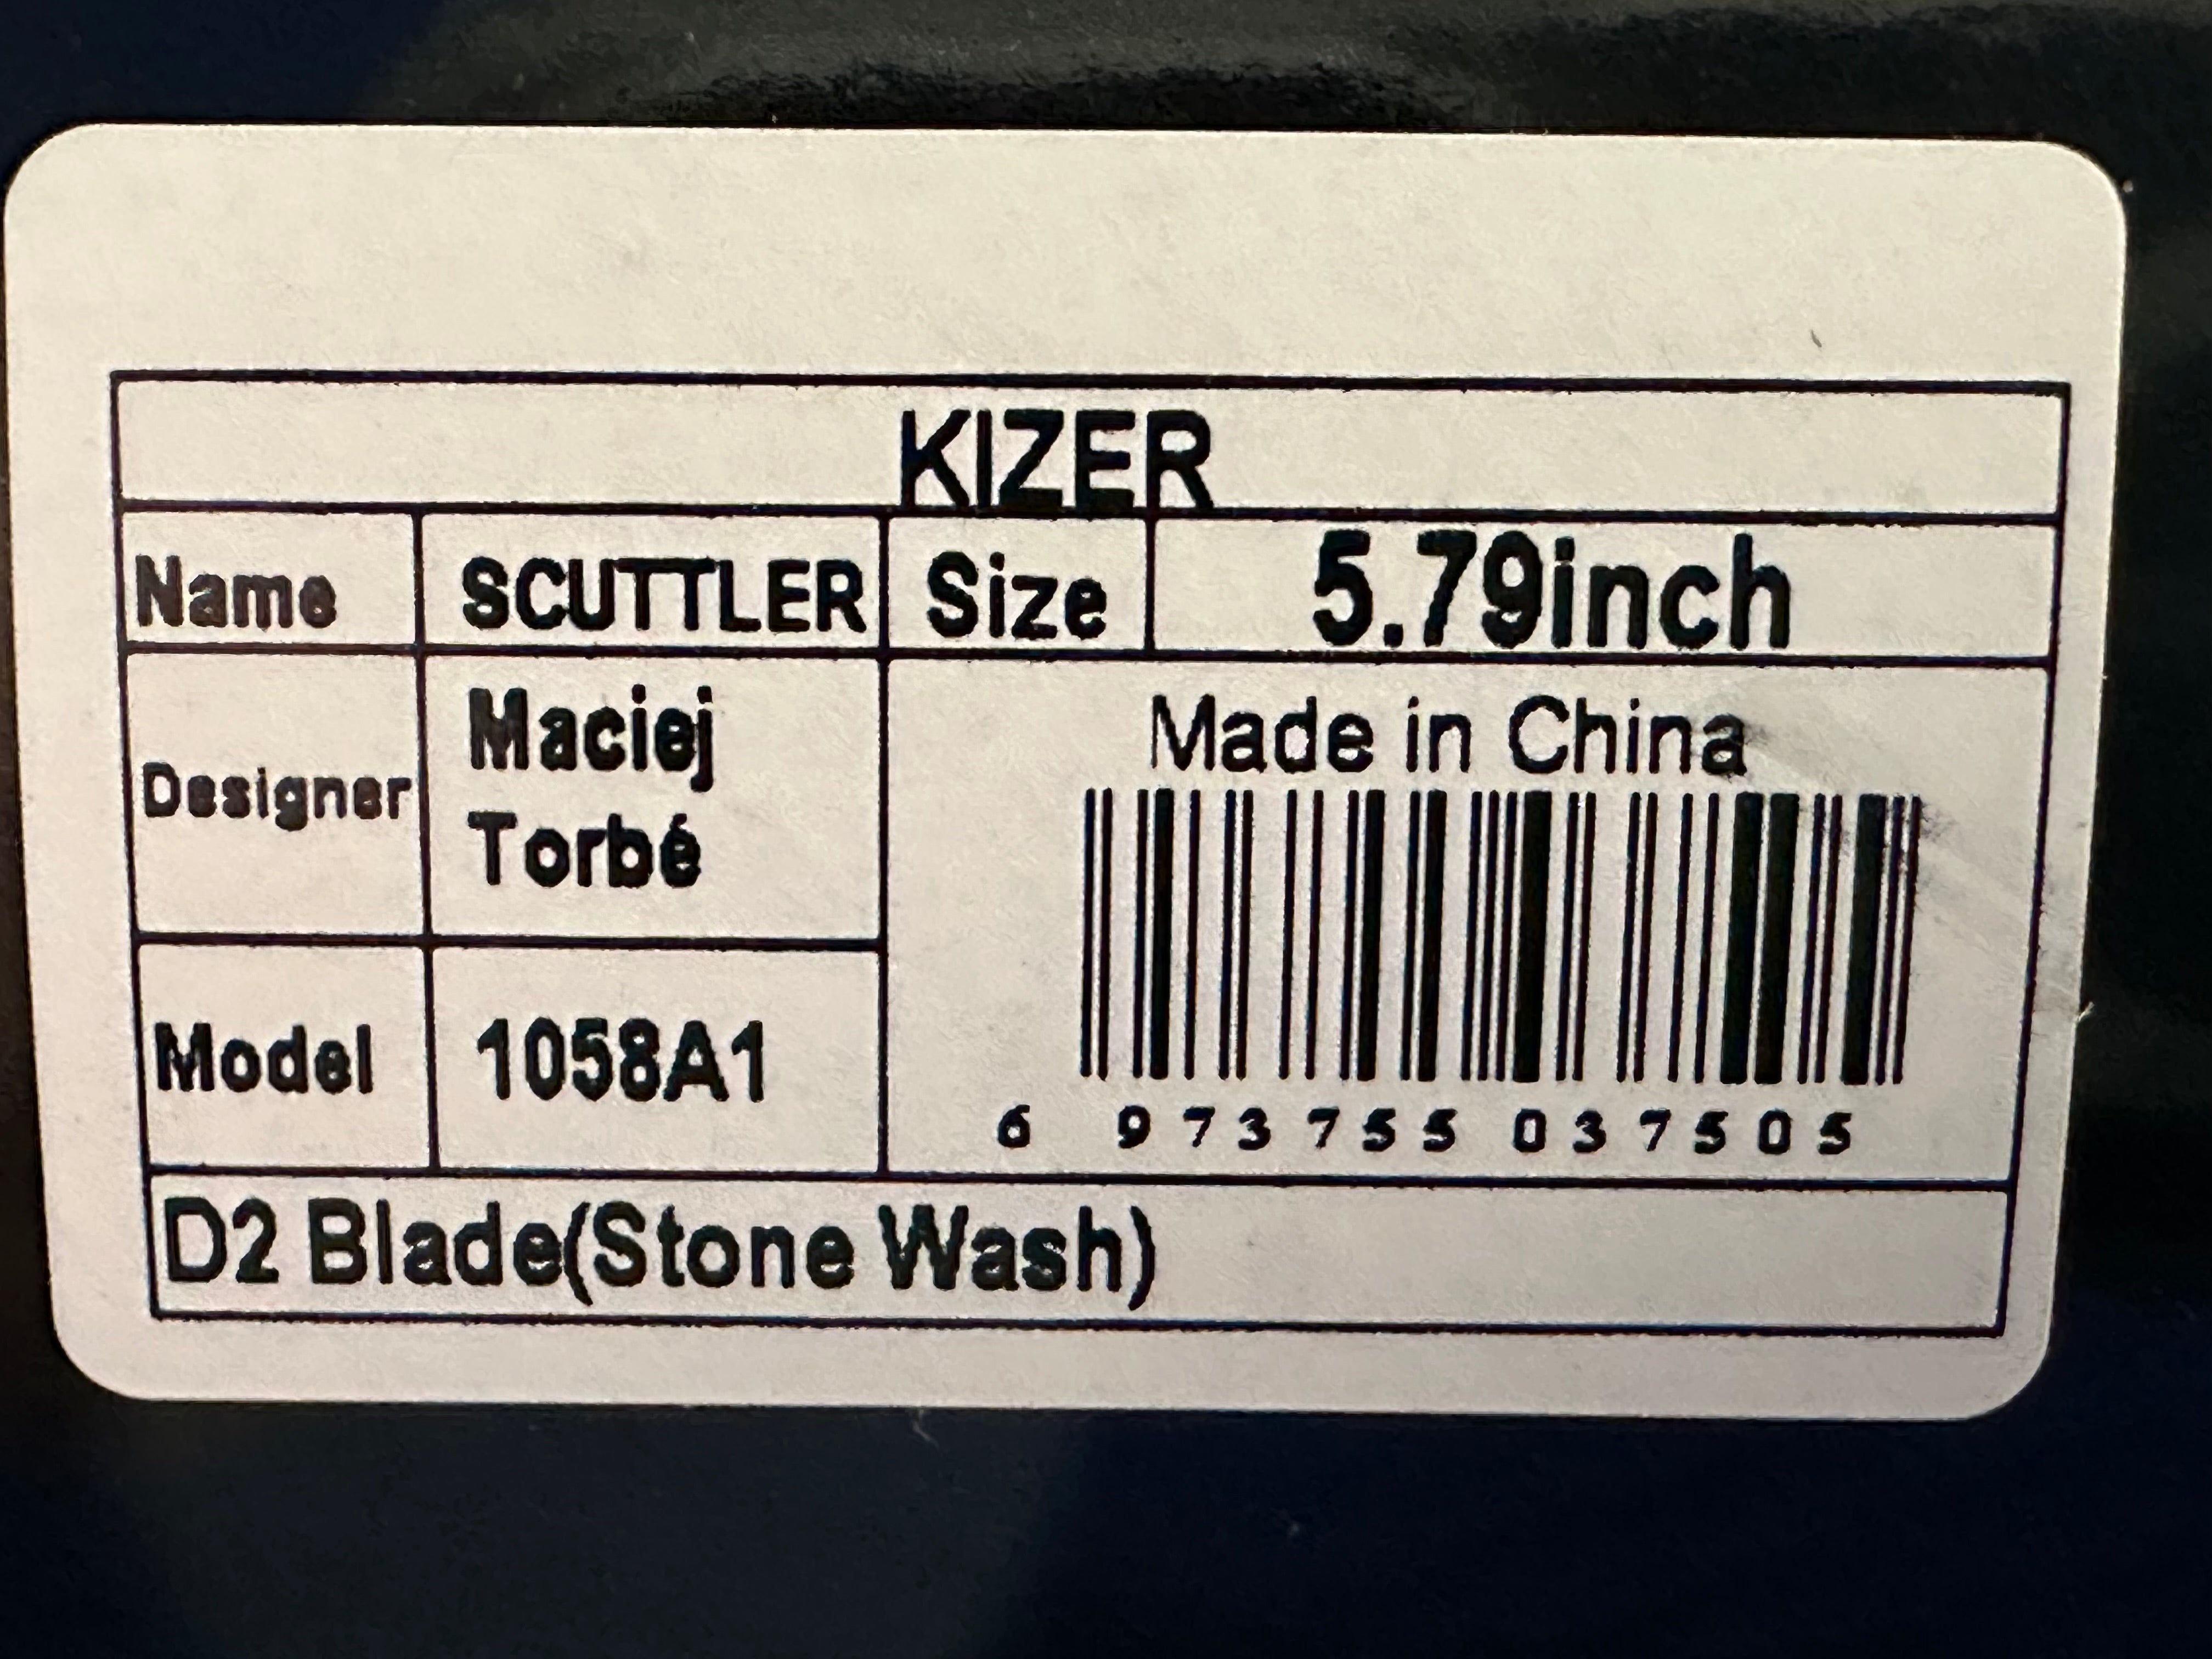 KIZER
Name SCUTTLER Size 5.79inch
Designer Maciej
Torbé
Made in China
Model 1058A1
6 973755 037505
D2 Blade(Stone Wash)